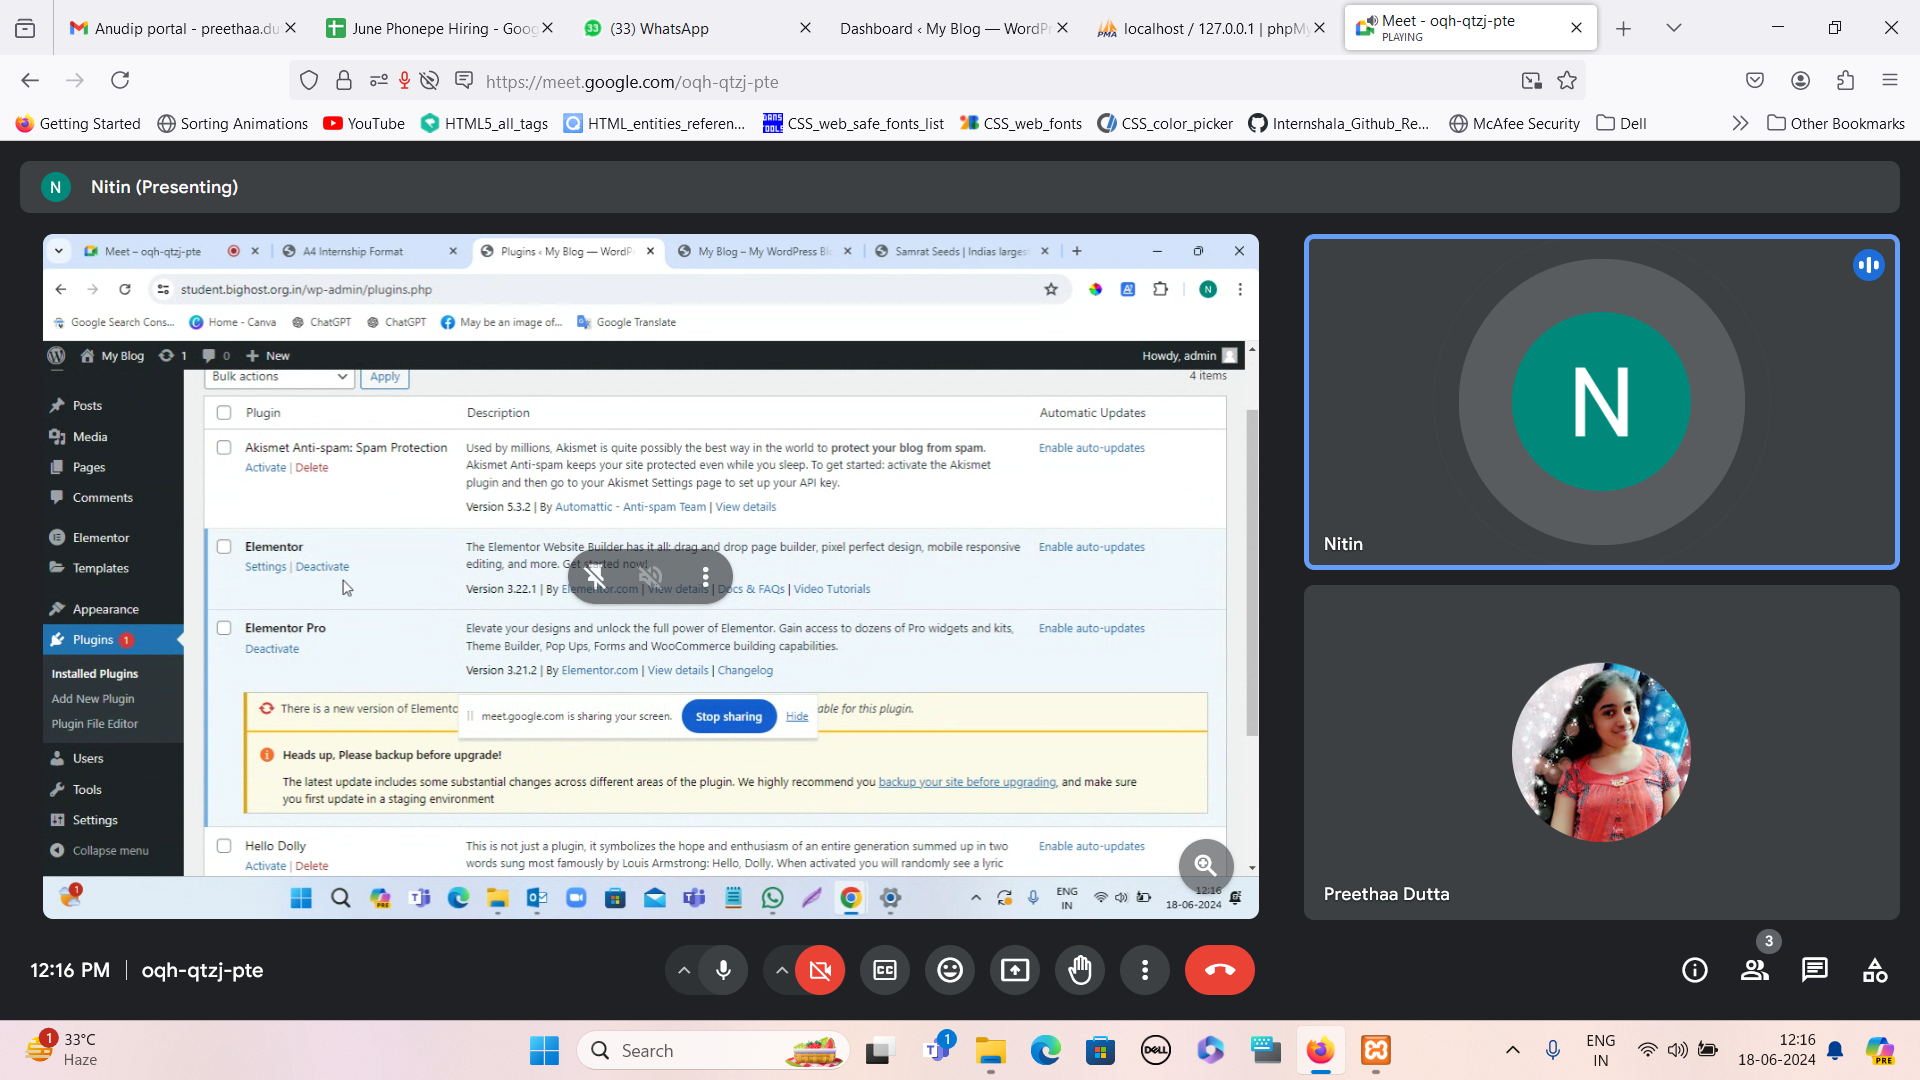 Anudip portal - preethaa.du
June Phonepe Hiring - Goog
33
(33) WhatsApp
Dashboard ‹ My Blog — WordPr
localhost / 127.0.0.1 | phpMy
Meet - oqh-qtzj-pte
PLAYING
https://meet.google.com/oqh-qtzj-pte
Getting Started
Sorting Animations
YouTube
HTML5_all_tags
HTML_entities_referen...
CSS_web_safe_fonts_list
CSS_web_fonts
CSS_color_picker
Internshala_Github_Re...
McAfee Security
Dell
Other Bookmarks
N
Nitin (Presenting)
Meet – oqh-qtzj-pte
A4 Internship Format
Plugins ‹ My Blog — WordPr
My Blog – My WordPress Bl
Samrat Seeds | Indias larges
student.bighost.org.in/wp-admin/plugins.php
N
Google Search Cons...
Home - Canva
ChatGPT
ChatGPT
May be an image of...
Google Translate
My Blog
1
0
New
Howdy, admin
Bulk actions
Apply
4 items
Posts
Media
Pages
Comments
Elementor
Templates
Appearance
Plugins 1
Installed Plugins
Add New Plugin
Plugin File Editor
Users
Tools
Settings
Collapse menu
Plugin
Description
Automatic Updates
Akismet Anti-spam: Spam Protection
Activate | Delete
Used by millions, Akismet is quite possibly the best way in the world to protect your blog from spam.
Akismet Anti-spam keeps your site protected even while you sleep. To get started: activate the Akismet
plugin and then go to your Akismet Settings page to set up your API key.
Version 5.3.2 | By Automattic - Anti-spam Team | View details
Enable auto-updates
Elementor
Settings | Deactivate
The Elementor Website Builder has it all: drag and drop page builder, pixel perfect design, mobile responsive
editing, and more. Get started now!
Version 3.22.1 | By Elementor.com | View details | Docs & FAQs | Video Tutorials
Enable auto-updates
Elementor Pro
Deactivate
Elevate your designs and unlock the full power of Elementor. Gain access to dozens of Pro widgets and kits,
Theme Builder, Pop Ups, Forms and WooCommerce building capabilities.
Version 3.21.2 | By Elementor.com | View details | Changelog
Enable auto-updates
There is a new version of Elemento
able for this plugin.
meet.google.com is sharing your screen.
Stop sharing
Hide
Heads up, Please backup before upgrade!
The latest update includes some substantial changes across different areas of the plugin. We highly recommend you backup your site before upgrading, and make sure
you first update in a staging environment
Hello Dolly
Activate | Delete
This is not just a plugin, it symbolizes the hope and enthusiasm of an entire generation summed up in two
words sung most famously by Louis Armstrong: Hello, Dolly. When activated you will randomly see a lyric
Enable auto-updates
1
PRE
ENG
IN
12:16
18-06-2024
N
Nitin
Preethaa Dutta
12:16 PM
oqh-qtzj-pte
CC
3
1
33°C
Haze
Search
1
DELL
ENG
IN
12:16
18-06-2024
PRE